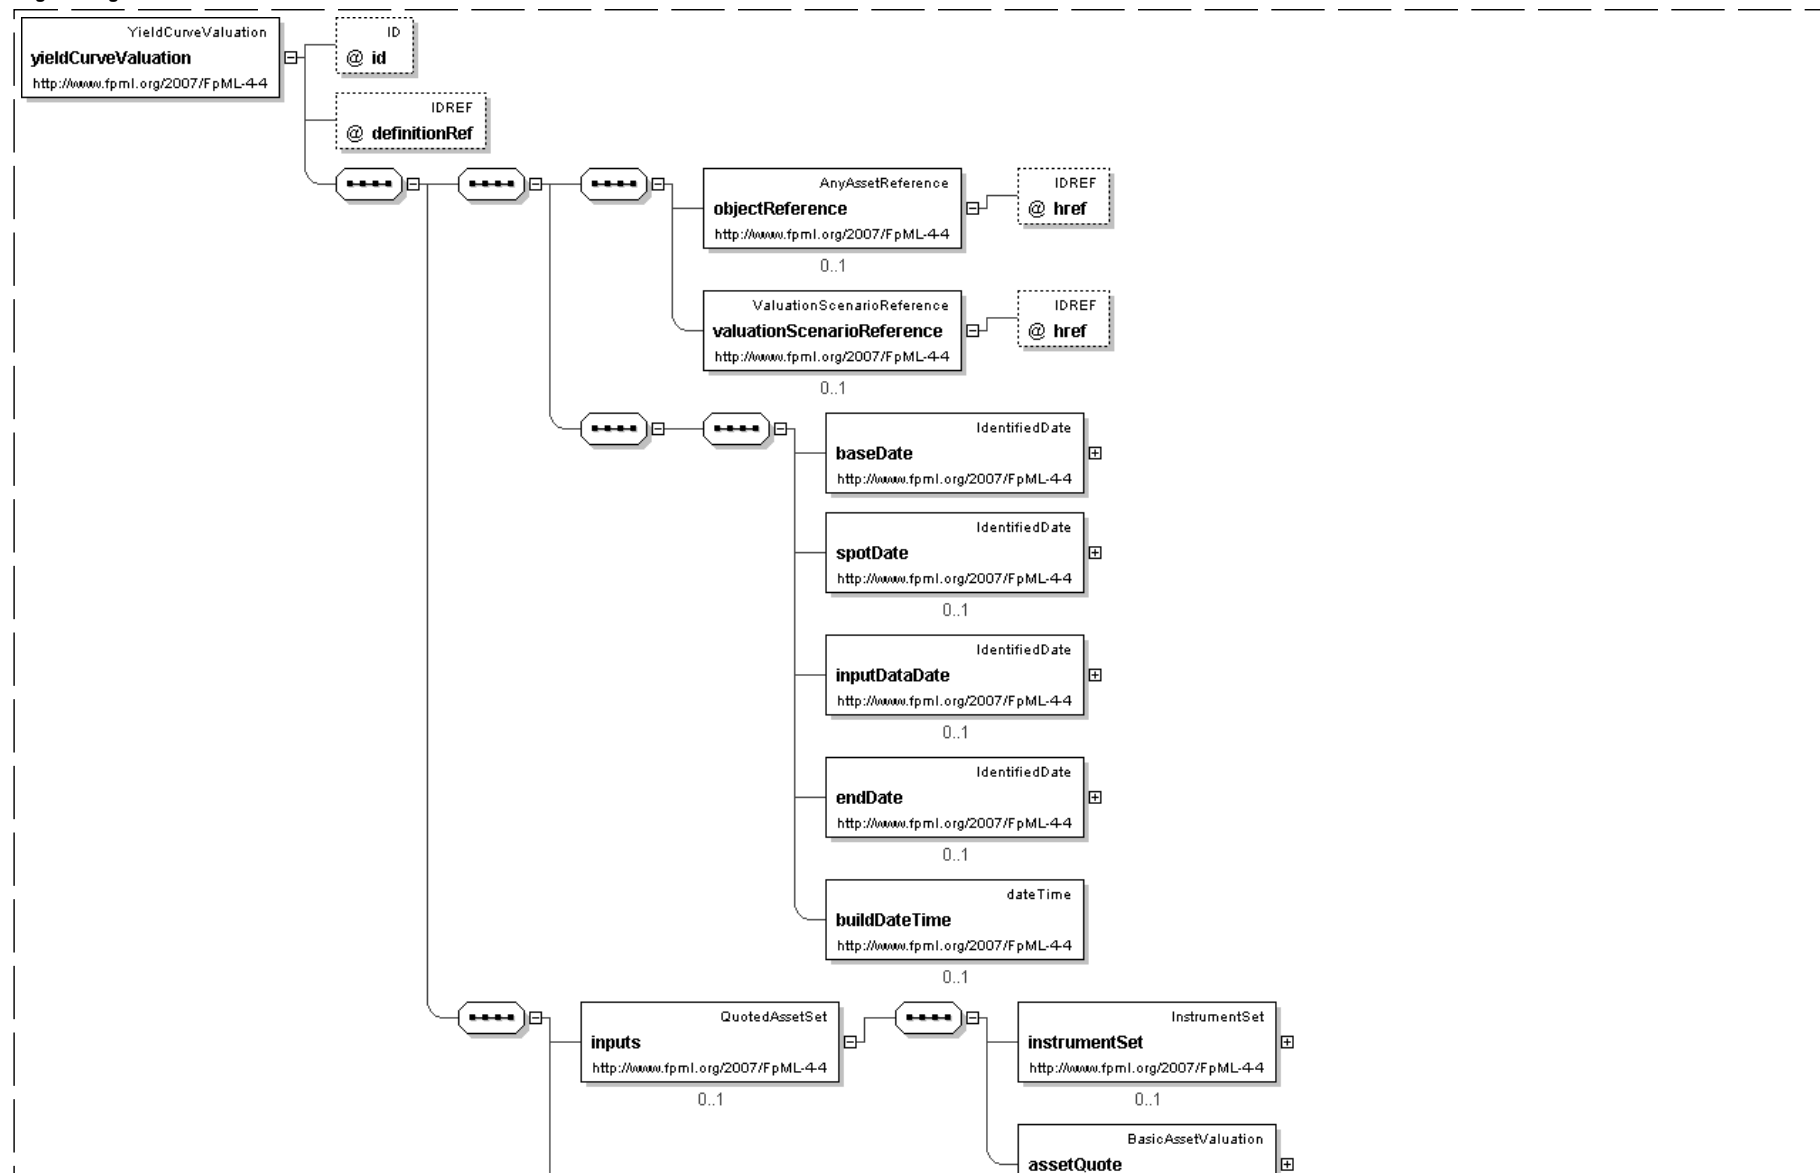 YieldCurveValuation
yieldCurveValuation
http://www.fpml.org/2007/FpML-4-4
ID
@ id
IDREF
@ definitionRef
AnyAssetReference
objectReference
http://www.fpml.org/2007/FpML-4-4
0..1
IDREF
@ href
ValuationScenarioReference
valuationScenarioReference
http://www.fpml.org/2007/FpML-4-4
0..1
IDREF
@ href
IdentifiedDate
baseDate
http://www.fpml.org/2007/FpML-4-4
IdentifiedDate
spotDate
http://www.fpml.org/2007/FpML-4-4
0..1
IdentifiedDate
inputDataDate
http://www.fpml.org/2007/FpML-4-4
0..1
IdentifiedDate
endDate
http://www.fpml.org/2007/FpML-4-4
0..1
dateTime
buildDateTime
http://www.fpml.org/2007/FpML-4-4
0..1
QuotedAssetSet
inputs
http://www.fpml.org/2007/FpML-4-4
0..1
InstrumentSet
instrumentSet
http://www.fpml.org/2007/FpML-4-4
0..1
BasicAssetValuation
assetQuote